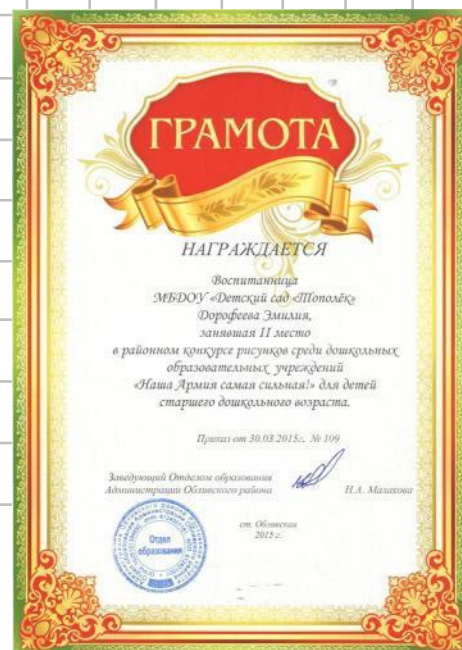 ГРАМОТА
НАГРАЖДАЕТСЯ
Воспитанница
МБДОУ «Детский сад «Тополёк»
Дорофеева Эмилия,
занявшая II место
в районном конкурсе рисунков среди дошкольных
образовательных учреждений
«Наша Армия самая сильная!» для детей
старшего дошкольного возраста.
Приказ от 30.03.2015г. № 109
Заведующий Отделом образования
Администрации Обливского района
Н.А. Малахова
Отдел
образования
ст. Обливская
2015 г.